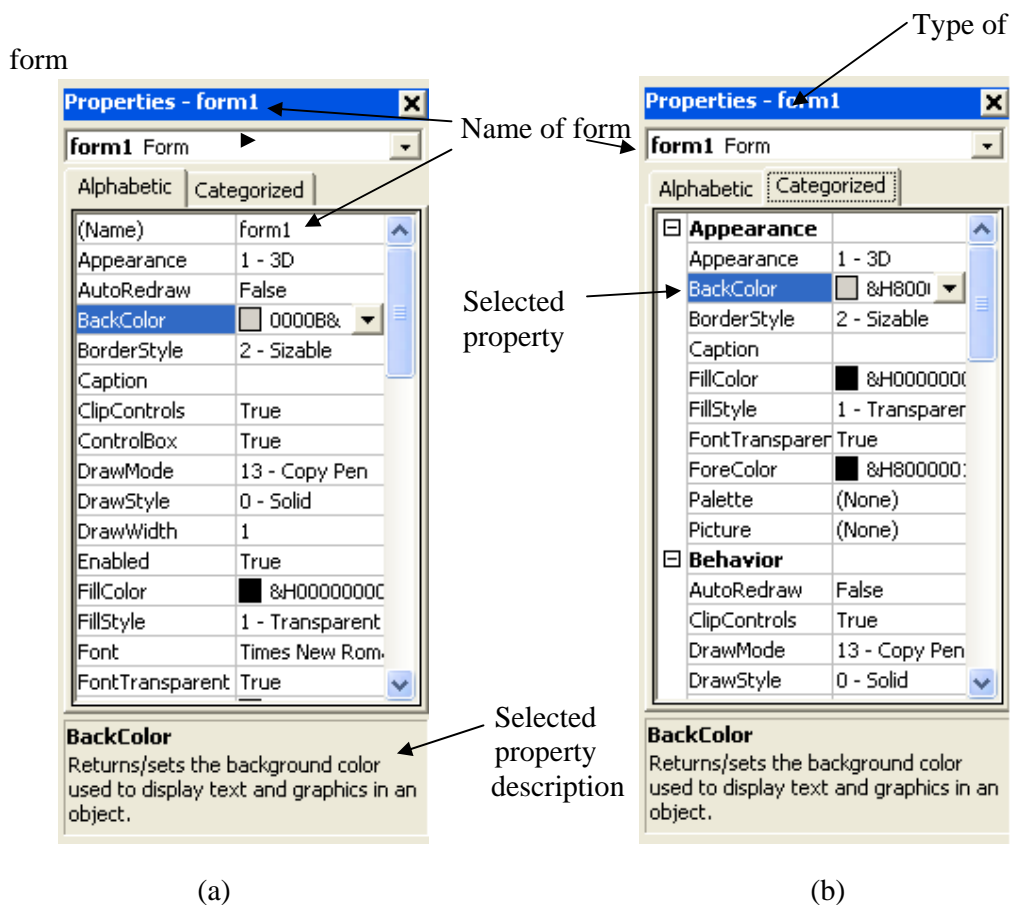 Type of
form
Properties - form1
form1 Form
Alphabetic Categorized
(Name) form1
Appearance 1 - 3D
AutoRedraw False
BackColor 0000B&
BorderStyle 2 - Sizable
Caption
ClipControls True
ControlBox True
DrawMode 13 - Copy Pen
DrawStyle 0 - Solid
DrawWidth 1
Enabled True
FillColor &H00000000
FillStyle 1 - Transparent
Font Times New Rom
FontTransparent True
BackColor
Returns/sets the background color
used to display text and graphics in an
object.
(a)
Name of form
Selected
property
Selected
property
description
Properties - form1
form1 Form
Alphabetic Categorized
Appearance
Appearance 1 - 3D
BackColor &H800
BorderStyle 2 - Sizable
Caption
FillColor &H0000000
FillStyle 1 - Transparen
FontTransparen True
ForeColor &H8000001
Palette (None)
Picture (None)
Behavior
AutoRedraw False
ClipControls True
DrawMode 13 - Copy Pen
DrawStyle 0 - Solid
BackColor
Returns/sets the background color
used to display text and graphics in an
object.
(b)